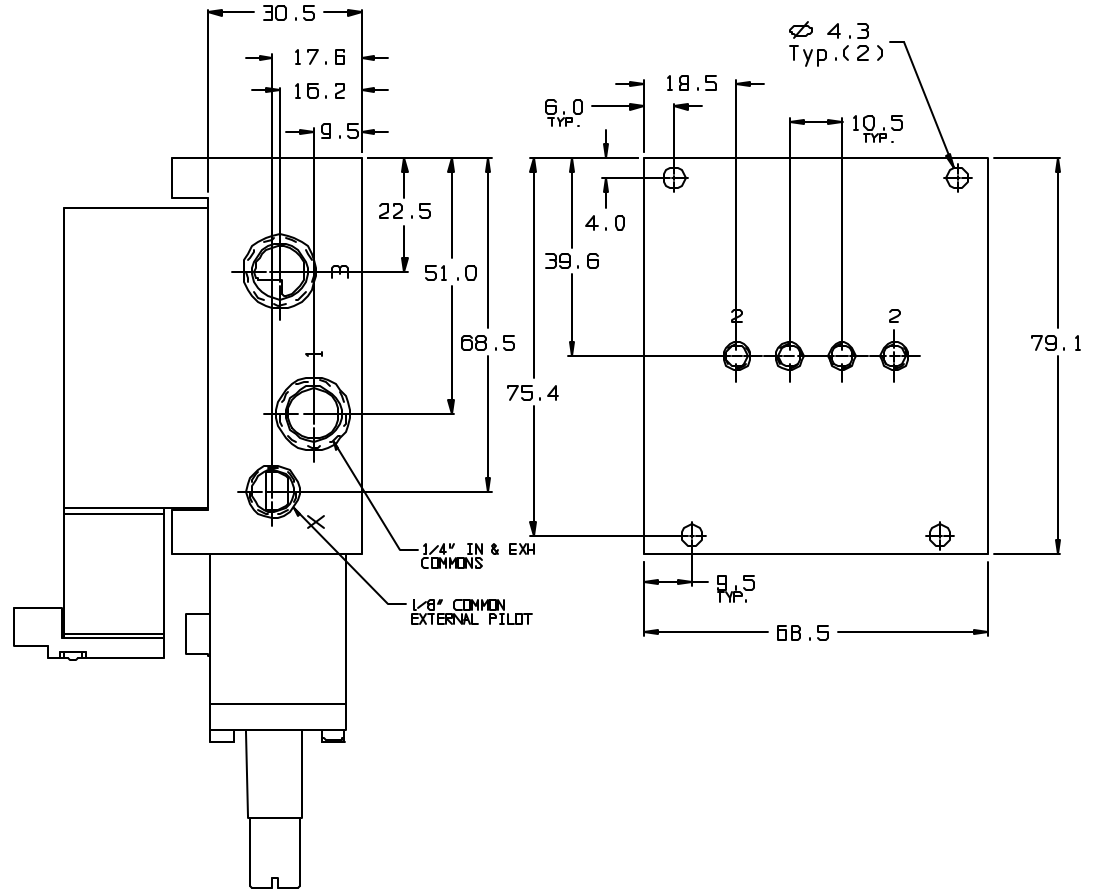 30.5
17.6
16.2
9.5
22.5
51.0
68.5
75.4
3
1
X
1/4" IN & EXH
COMMONS
1/8" COMMON
EXTERNAL PILOT
Ø 4.3
Typ.(2)
18.5
6.0
TYP.
10.5
TYP.
4.0
39.6
2
2
79.1
9.5
TYP.
68.5